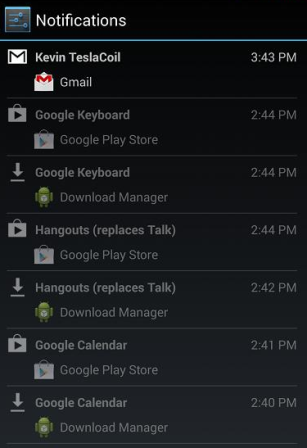 Notifications
Kevin TeslaCoil 3:43 PM
Gmail
Google Keyboard 2:44 PM
Google Play Store
Google Keyboard 2:44 PM
Download Manager
Hangouts (replaces Talk) 2:44 PM
Google Play Store
Hangouts (replaces Talk) 2:42 PM
Download Manager
Google Calendar 2:41 PM
Google Play Store
Google Calendar 2:40 PM
Download Manager